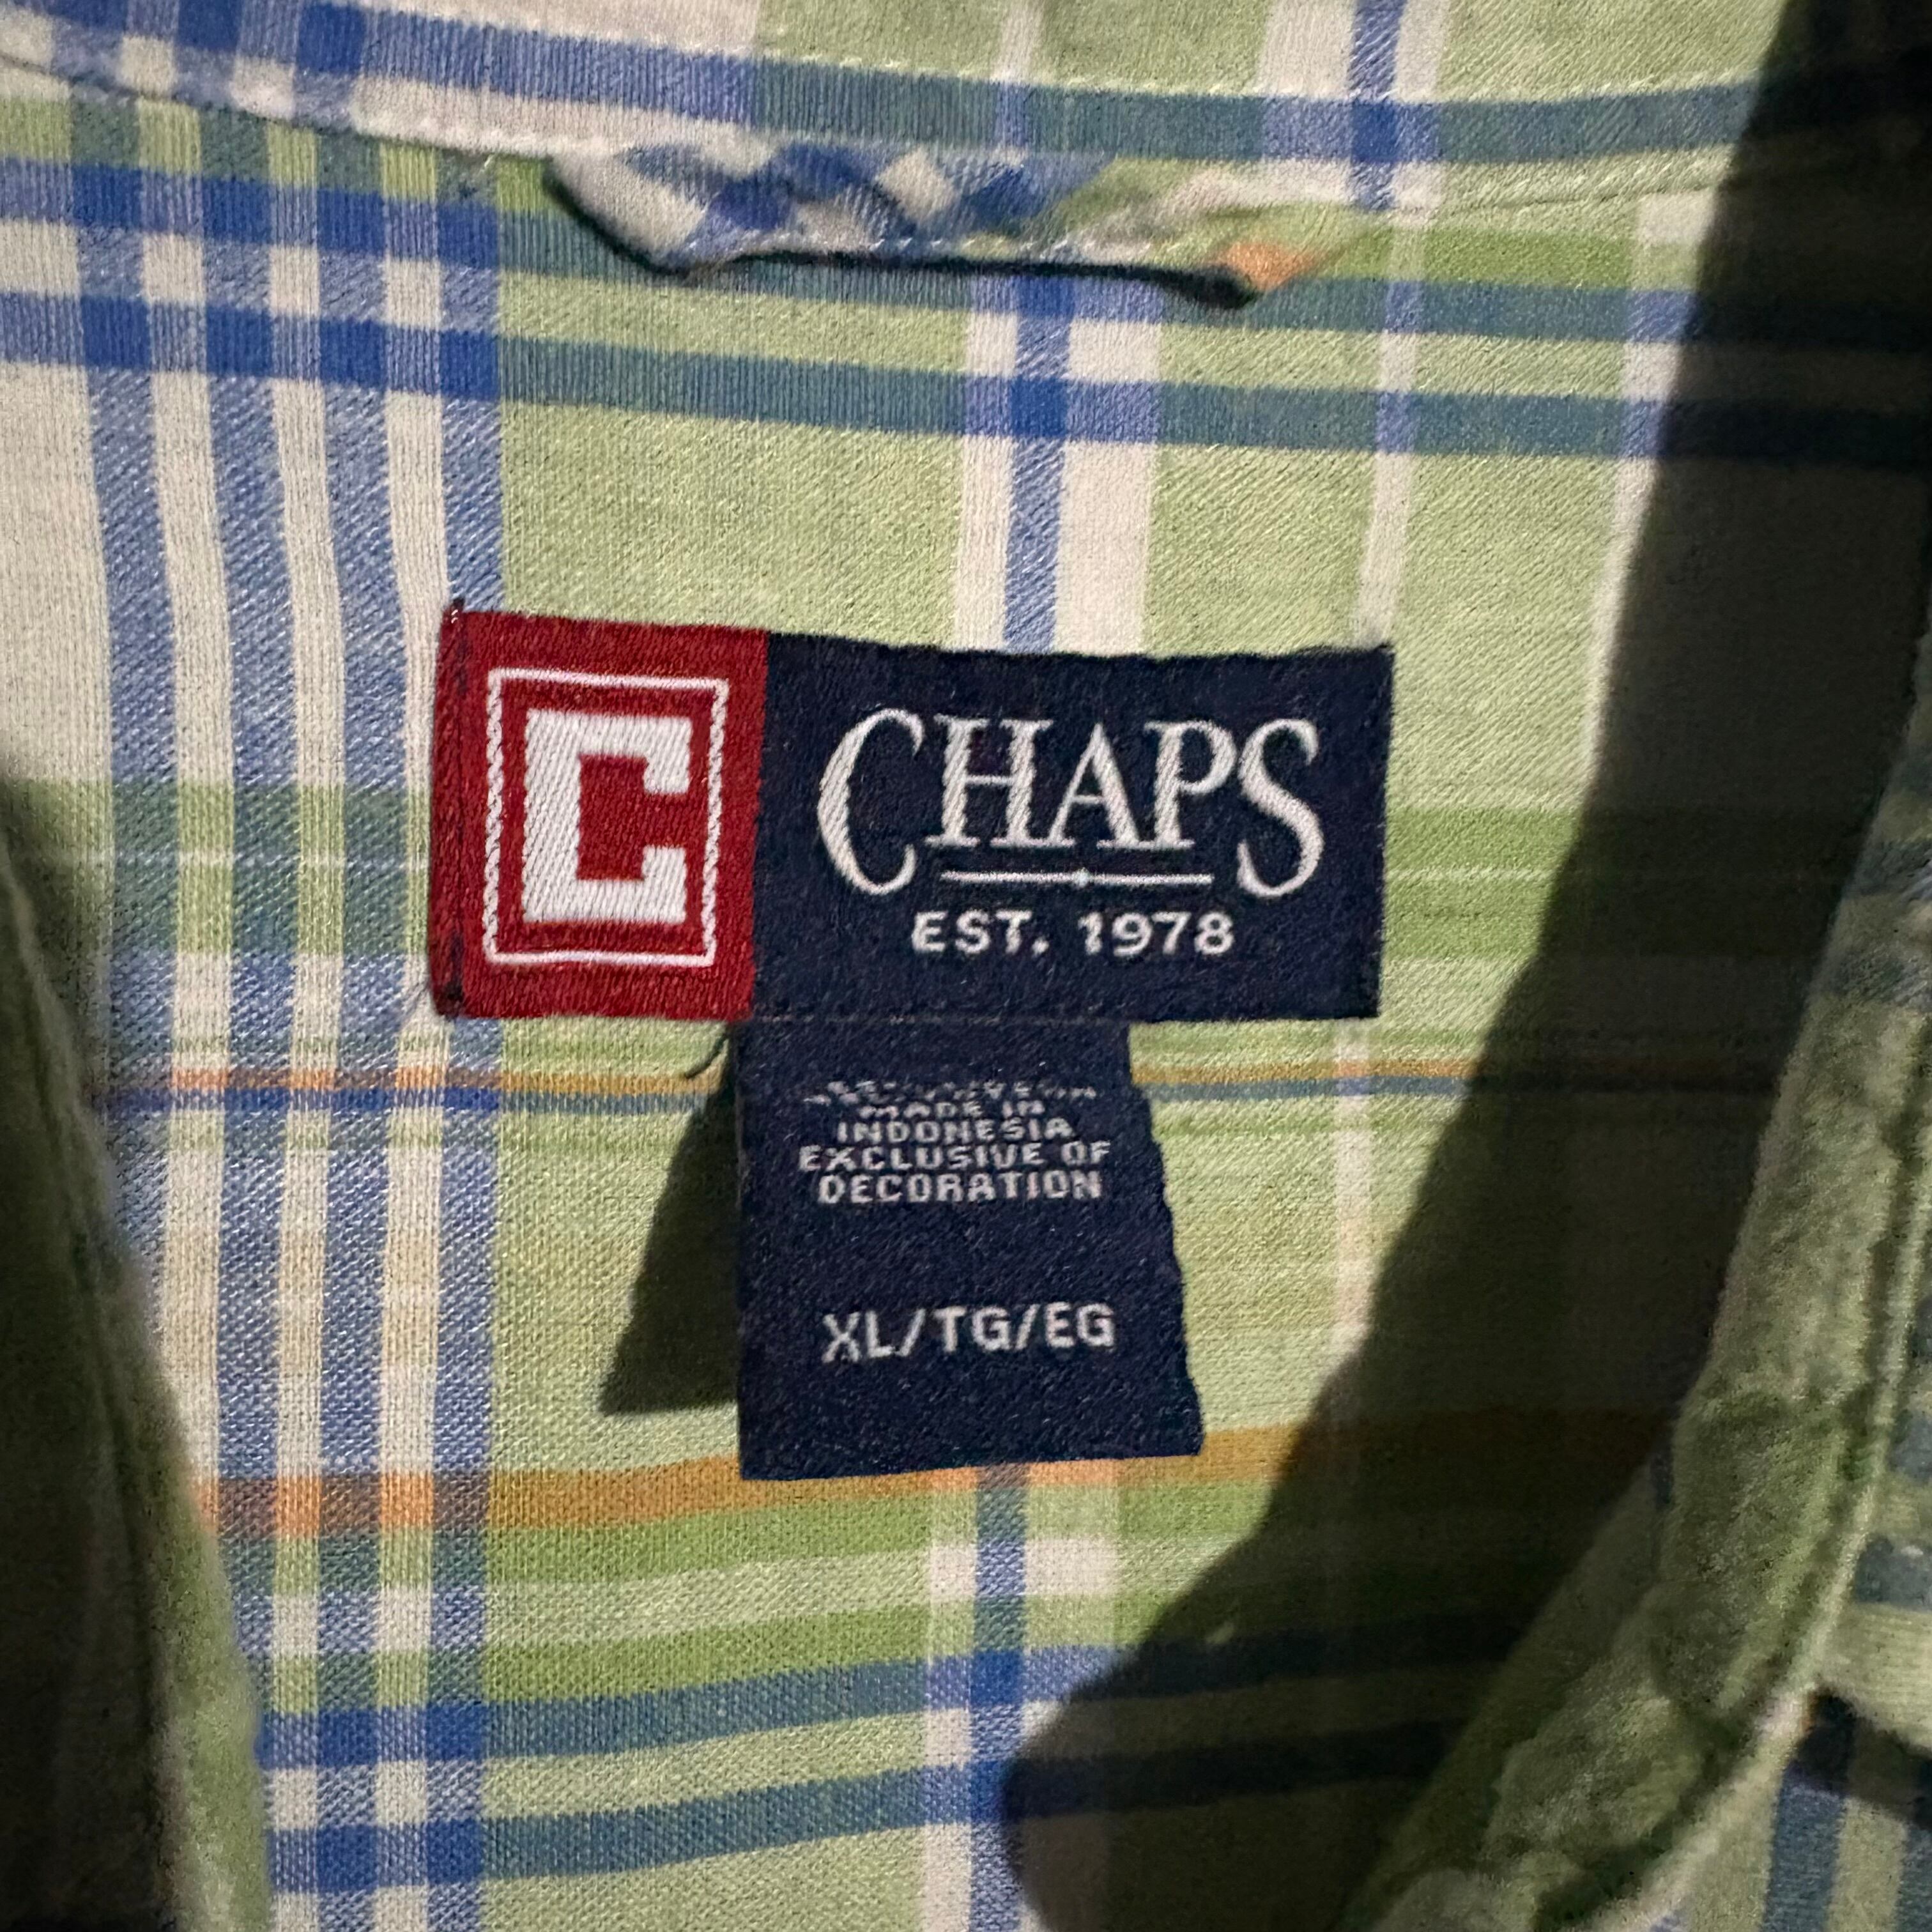 C
CHAPS
EST. 1978
MADE IN
INDONESIA
EXCLUSIVE OF
DECORATION
XL/TG/EG